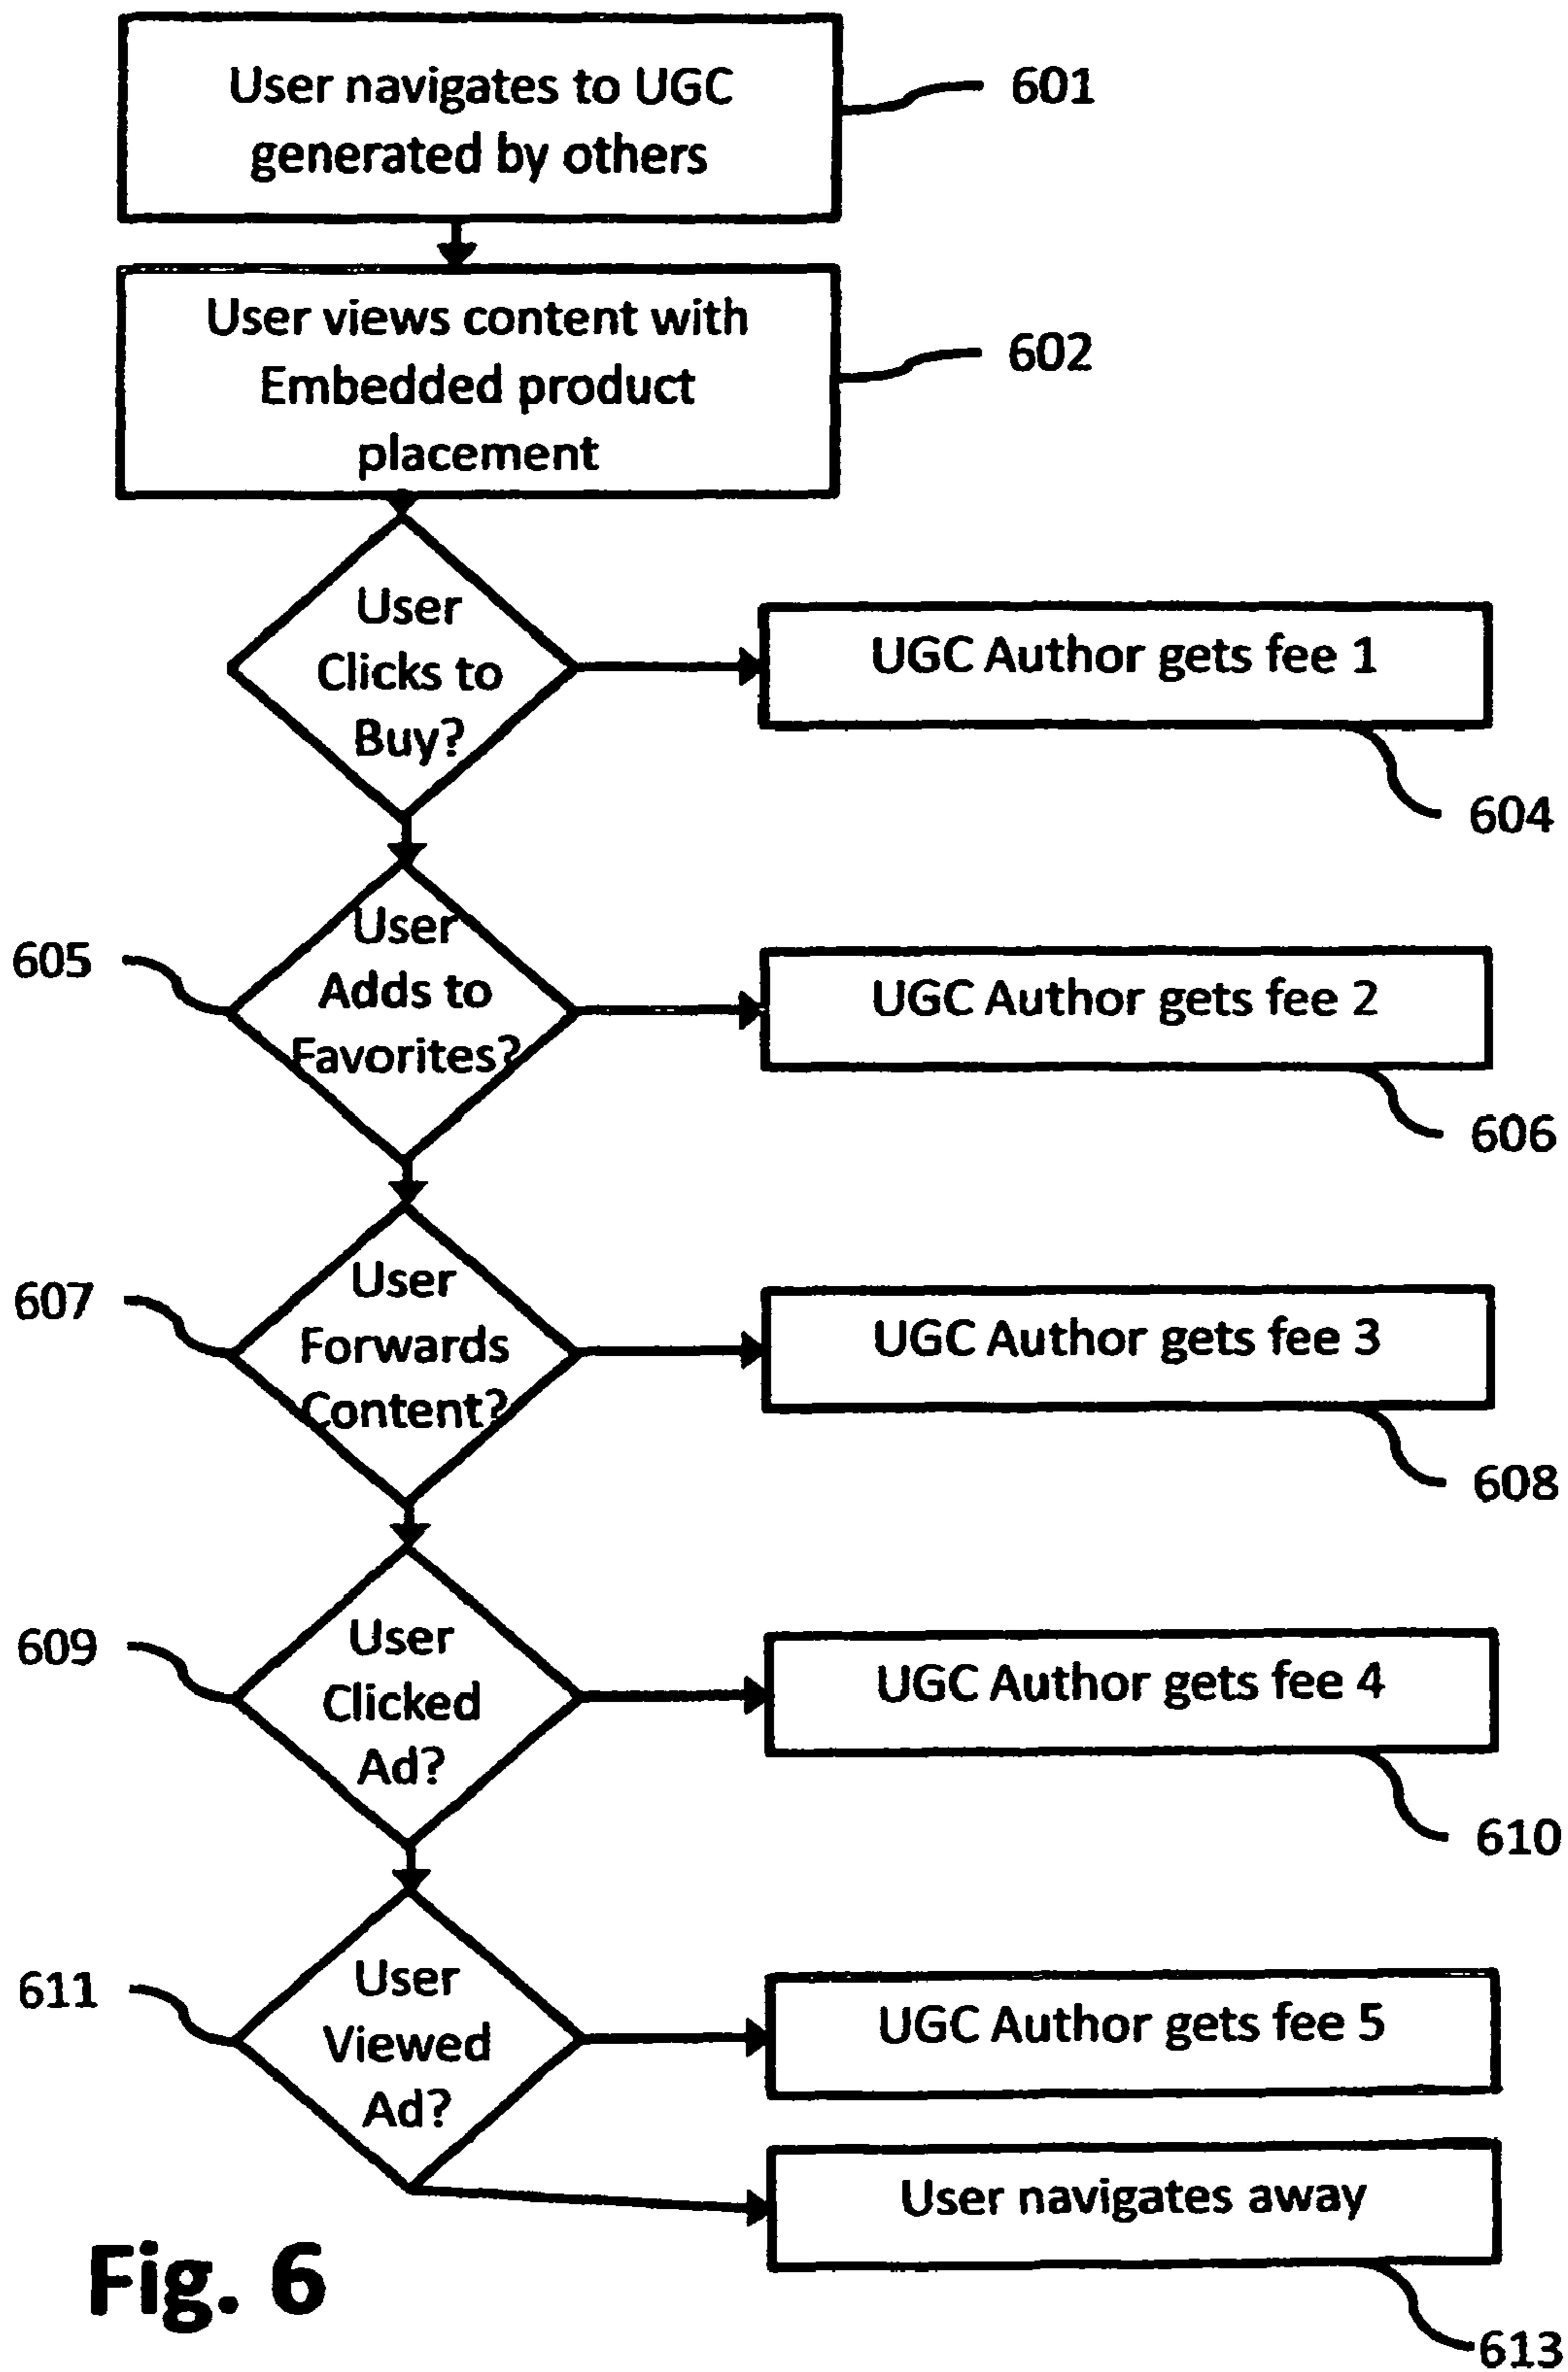 User navigates to UGC
generated by others
601
User views content with
Embedded product
placement
602
User
Clicks to
Buy?
UGC Author gets fee 1
604
605
User
Adds to
Favorites?
UGC Author gets fee 2
606
607
User
Forwards
Content?
UGC Author gets fee 3
608
609
User
Clicked
Ad?
UGC Author gets fee 4
610
611
User
Viewed
Ad?
UGC Author gets fee 5
User navigates away
613
Fig. 6